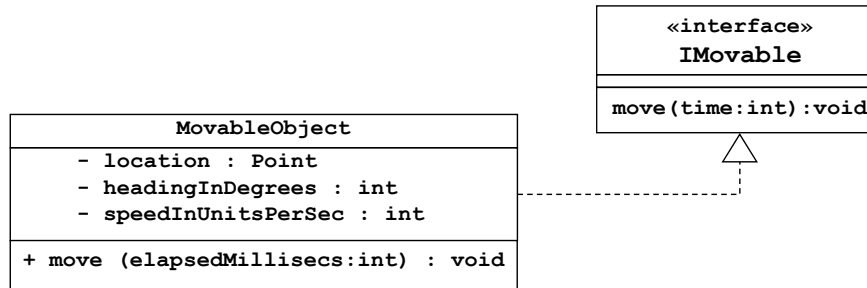 «interface»
IMovable
move(time:int):void
MovableObject
- location : Point
- headingInDegrees : int
- speedInUnitsPerSec : int
+ move (elapsedMillisecs:int) : void